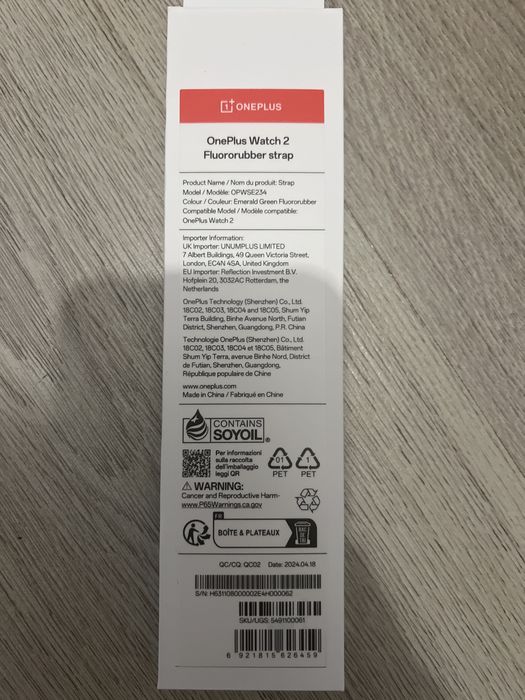 ONEPLUS
OnePlus Watch 2
Fluororubber strap
Product Name / Nom du produit: Strap
Model / Modèle: OPWSE234
Colour / Couleur: Emerald Green Fluororubber
Compatible Model / Modèle compatible:
OnePlus Watch 2
Importer Information:
UK Importer: UNUMPLUS LIMITED
7 Albert Buildings, 49 Queen Victoria Street,
London, EC4N 4SA, United Kingdom
EU Importer: Reflection Investment B.V.
Hofplein 20, 3032AC Rotterdam, the
Netherlands
OnePlus Technology (Shenzhen) Co., Ltd.
18C02, 18C03, 18C04 and 18C05, Shum Yip
Terra Building, Binhe Avenue North, Futian
District, Shenzhen, Guangdong, P.R. China
Technologie OnePlus (Shenzhen) Co., Ltd.
18C02, 18C03, 18C04 et 18C05, Bâtiment
Shum Yip Terra, avenue Binhe Nord, District
de Futian, Shenzhen, Guangdong,
République populaire de Chine
www.oneplus.com
Made in China / Fabriqué en Chine
CONTAINS
SOYOIL®
Per informazioni
sulla raccolta
dell'imballaggio
leggi QR
01
PET
1
PET
WARNING:
Cancer and Reproductive Harm-
www.P65Warnings.ca.gov
FR
BOÎTE & PLATEAUX
BAC
DE
TRI
QC/CQ: QC02 Date: 2024.04.18
S/N: H631108000002E4H000062
SKU/UGS: 5491100061
6 921815 626459